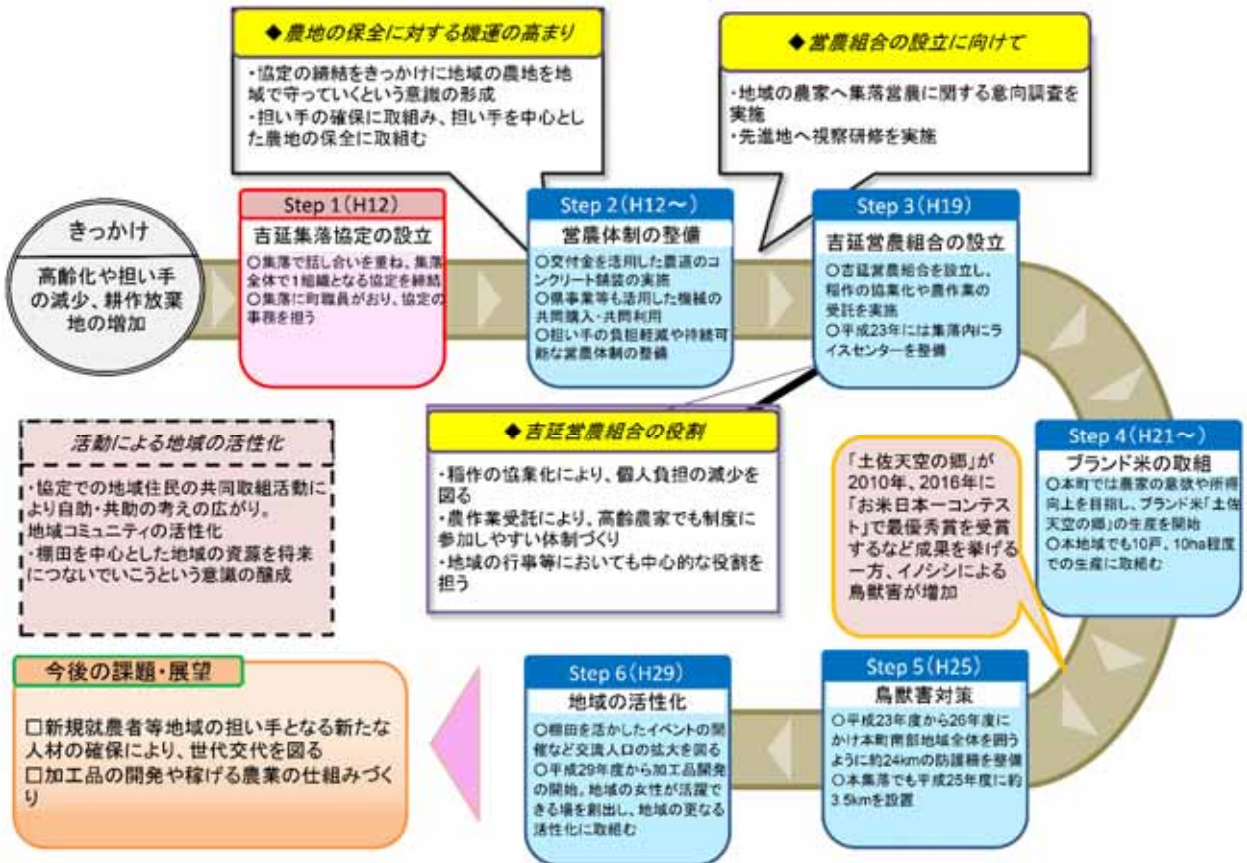 ◆農地の保全に対する機運の高まり
・協定の締結をきっかけに地域の農地を地
域で守っていくという意識の形成
・担い手の確保に取組み、担い手を中心とし
た農地の保全に取組む
◆営農組合の設立に向けて
・地域の農家へ集落営農に関する意向調査を
実施
・先進地へ視察研修を実施
きっかけ
高齢化や担い手
の減少、耕作放棄
地の増加
Step 1(H12)
吉延集落協定の設立
○集落で話し合いを重ね、集落
全体で1組織となる協定を締結
○集落に町職員がおり、協定の
事務を担う
Step 2(H12～)
営農体制の整備
○交付金を活用した農道のコ
ンクリート舗装の実施
○県事業等も活用した機械の
共同購入・共同利用
○担い手の負担軽減や持続可
能な営農体制の整備
Step 3(H19)
吉延営農組合の設立
○吉延営農組合を設立し、
稲作の協業化や農作業の
受託を実施
○平成23年には集落内にラ
イスセンターを整備
◆吉延営農組合の役割
・稲作の協業化により、個人負担の減少を
図る
・農作業受託により、高齢農家でも制度に
参加しやすい体制づくり
・地域の行事等においても中心的な役割を
担う
Step 4(H21～)
ブランド米の取組
○本町では農家の意欲や所得
向上を目指し、ブランド米「土佐
天空の郷」の生産を開始
○本地域でも10戸、10ha程度
での生産に取組む
「土佐天空の郷」が
2010年、2016年に
「お米日本一コンテス
ト」で最優秀賞を受賞
するなど成果を挙げる
一方、イノシシによる
鳥獣害が増加
Step 5(H25)
鳥獣害対策
○平成23年度から26年度に
かけ本町南部地域全体を囲う
ように約24kmの防護柵を整備
○本集落でも平成25年度に約
3.5kmを設置
Step 6(H29)
地域の活性化
○棚田を活かしたイベントの開
催など交流人口の拡大を図る
○平成29年度から加工品開発
の開始。地域の女性が活躍で
きる場を創出し、地域の更なる
活性化に取組む
活動による地域の活性化
・協定での地域住民の共同取組活動によ
り自助・共助の考えの広がり。
地域コミュニティの活性化
・棚田を中心とした地域の資源を将来
につないでいこうという意識の醸成
今後の課題・展望
□新規就農者等地域の担い手となる新たな
人材の確保により、世代交代を図る
□加工品の開発や稼げる農業の仕組みづく
り